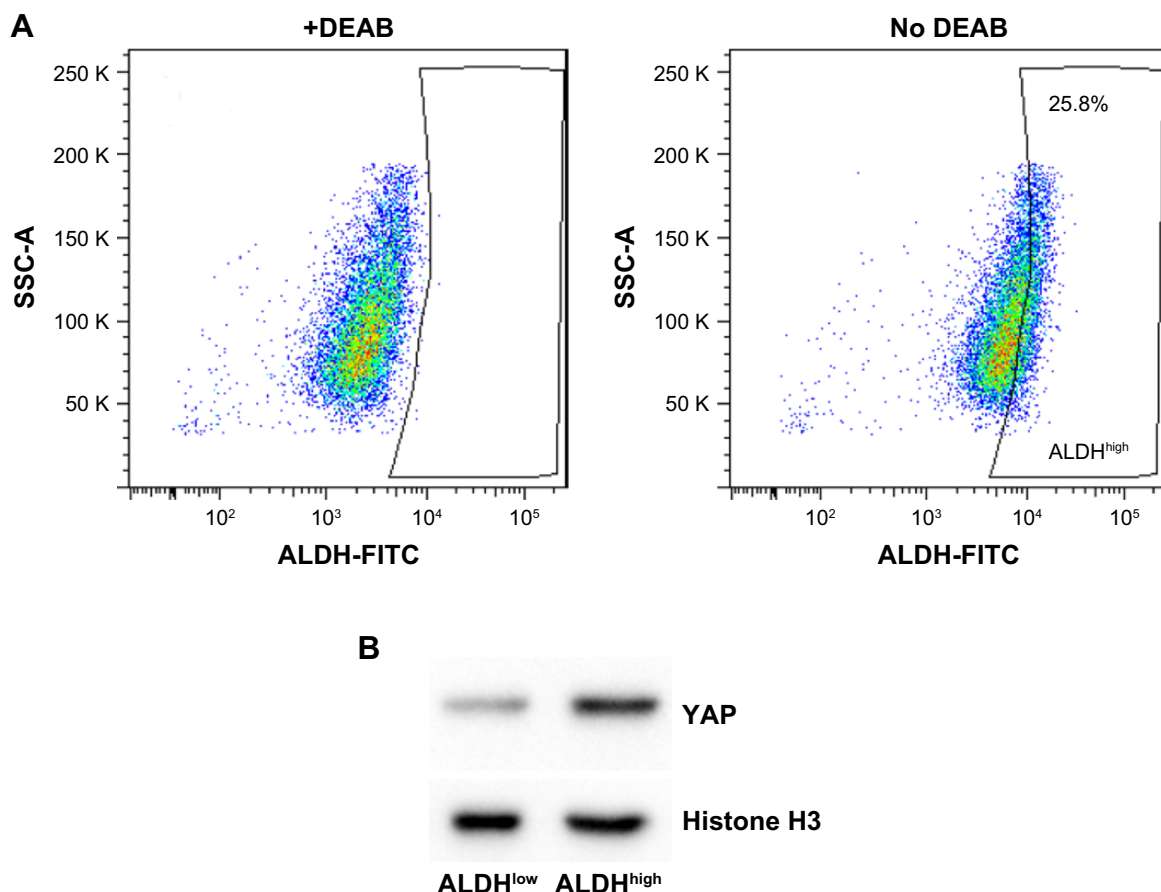 A
+DEAB
No DEAB
250 K
200 K
150 K
100 K
50 K
SSC-A
10²
10³
10⁴
10⁵
ALDH-FITC
250 K
200 K
150 K
100 K
50 K
SSC-A
25.8%
ALDHhigh
10²
10³
10⁴
10⁵
ALDH-FITC
B
YAP
Histone H3
ALDHlow ALDHhigh